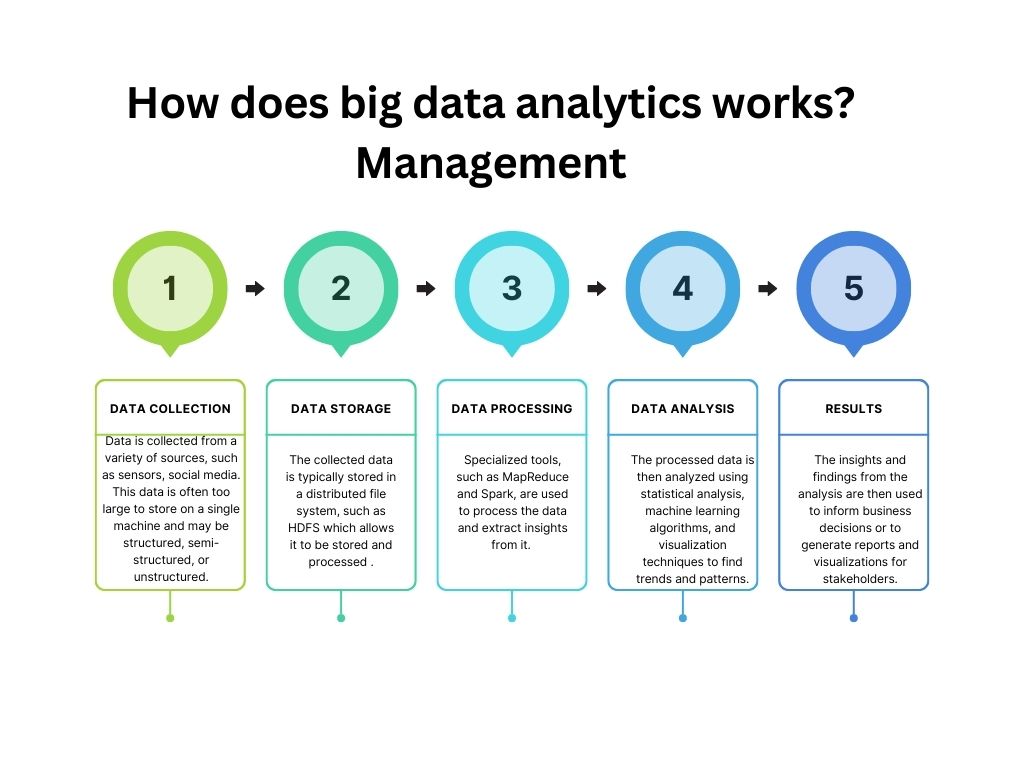 How does big data analytics works?
Management
1
2
3
4
5
DATA COLLECTION
Data is collected from a
variety of sources, such
as sensors, social media.
This data is often too
large to store on a single
machine and may be
structured, semi-
structured, or
unstructured.
DATA STORAGE
The collected data
is typically stored in
a distributed file
system, such as
HDFS which allows
it to be stored and
processed .
DATA PROCESSING
Specialized tools,
such as MapReduce
and Spark, are used
to process the data
and extract insights
from it.
DATA ANALYSIS
The processed data is
then analyzed using
statistical analysis,
machine learning
algorithms, and
visualization
techniques to find
trends and patterns.
RESULTS
The insights and
findings from the
analysis are then used
to inform business
decisions or to
generate reports and
visualizations for
stakeholders.